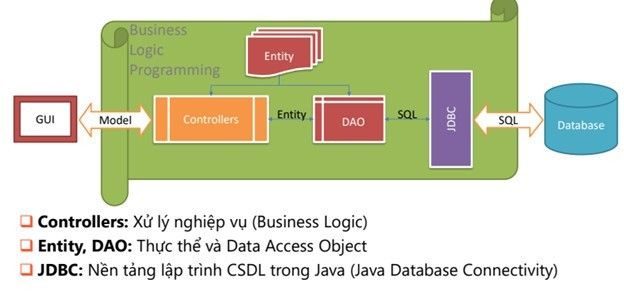 Business
Logic
Programming
Entity
GUI
Model
Controllers
Entity
DAO
SQL
JDBC
SQL
Database
Controllers: Xử lý nghiệp vụ (Business Logic)
Entity, DAO: Thực thể và Data Access Object
JDBC: Nền tảng lập trình CSDL trong Java (Java Database Connectivity)